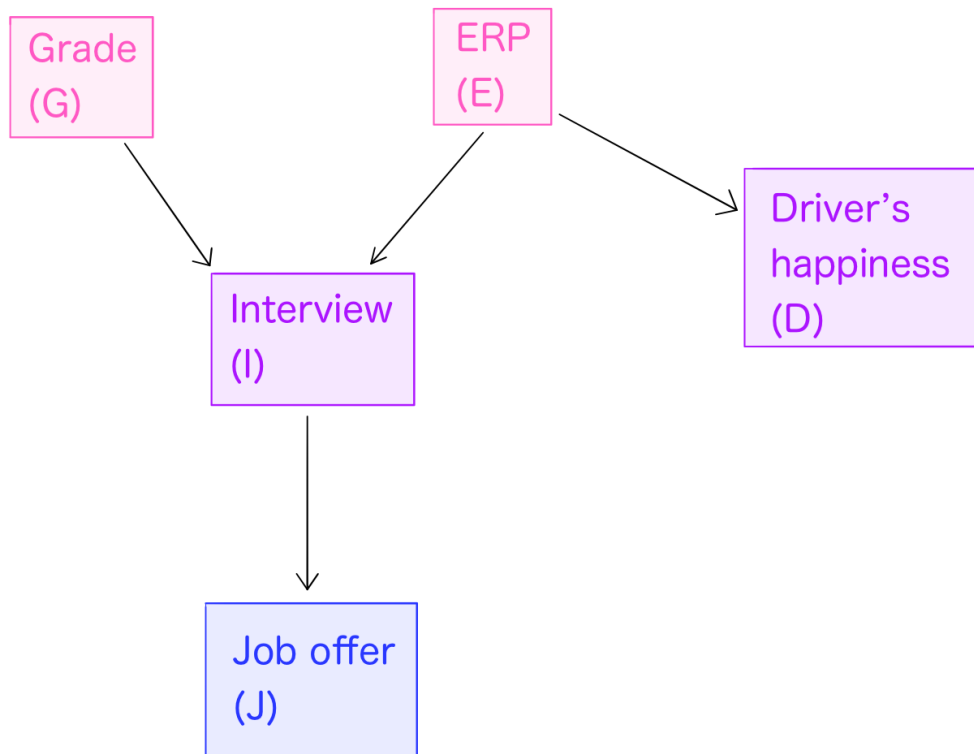 Grade
(G)
ERP
(E)
Driver’s
happiness
(D)
Interview
(I)
Job offer
(J)